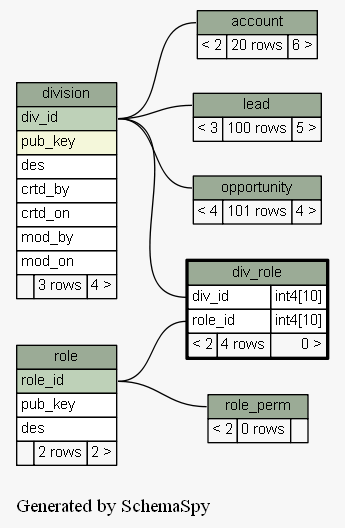 account
< 2 20 rows 6 >
division
div_id
pub_key
des
crtd_by
crtd_on
mod_by
mod_on
3 rows 4 >
lead
< 3 100 rows 5 >
opportunity
< 4 101 rows 4 >
div_role
div_id int4[10]
role_id int4[10]
< 2 4 rows 0 >
role
role_id
pub_key
des
2 rows 2 >
role_perm
< 2 0 rows
Generated by SchemaSpy